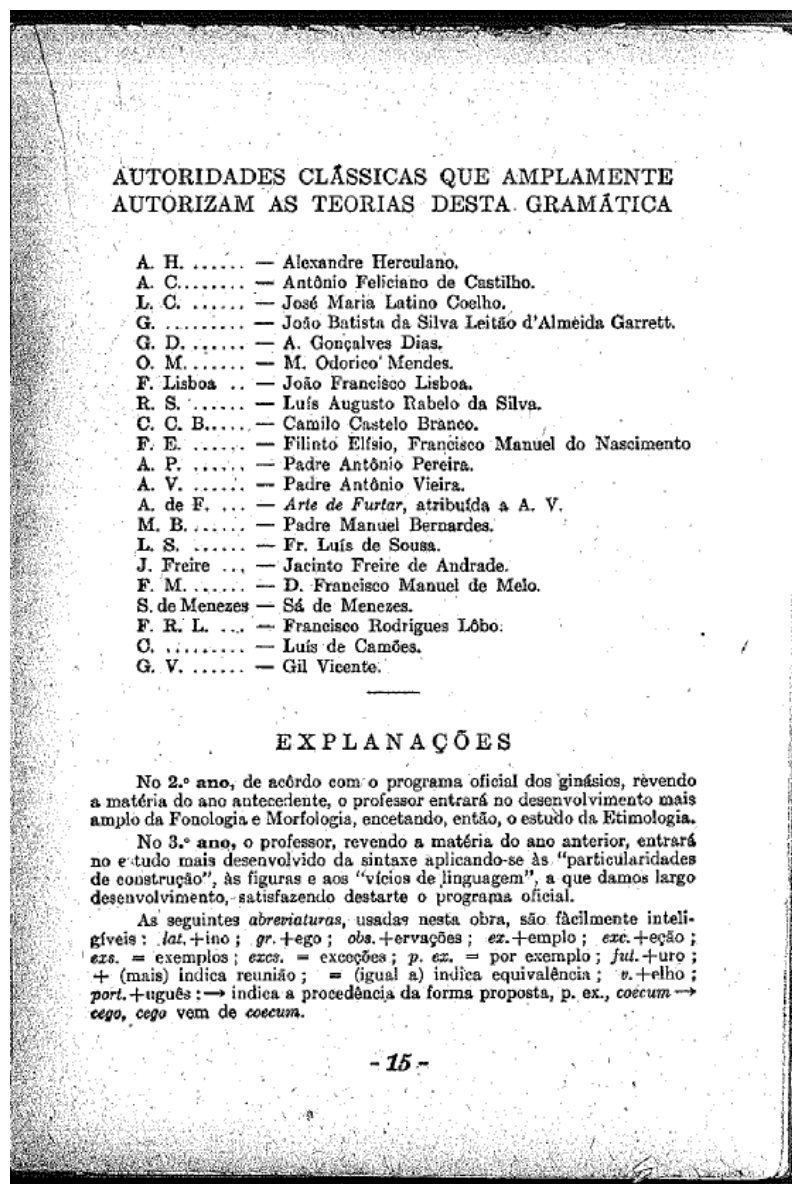 AUTORIDADES CLÁSSICAS QUE AMPLAMENTE
AUTORIZAM AS TEORIAS DESTA GRAMÁTICA
A. H. ...... — Alexandre Herculano.
A. C........ — Antônio Feliciano de Castilho.
L. C. ...... — José Maria Latino Coelho.
G. ......... — João Batista da Silva Leitão d'Almeida Garrett.
G. D. ...... — A. Gonçalves Dias.
O. M. ...... — M. Odorico Mendes.
F. Lisboa .. — João Francisco Lisboa.
R. S. ...... — Luís Augusto Rabelo da Silva.
C. C. B..... — Camilo Castelo Branco.
F. E. ...... — Filinto Elísio, Francisco Manuel do Nascimento
A. P. ...... — Padre Antônio Pereira.
A. V. ...... — Padre Antônio Vieira.
A. de F. ... — Arte de Furtar, atribuída a A. V.
M. B. ...... — Padre Manuel Bernardes.
L. S. ...... — Fr. Luís de Sousa.
J. Freire ... — Jacinto Freire de Andrade.
F. M. ...... — D. Francisco Manuel de Melo.
S. de Menezes — Sá de Menezes.
F. R. L. ... — Francisco Rodrigues Lôbo.
C. ......... — Luís de Camões.
G. V. ...... — Gil Vicente.
EXPLANAÇÕES
No 2.º ano, de acôrdo com o programa oficial dos ginásios, revendo
a matéria do ano antecedente, o professor entrará no desenvolvimento mais
amplo da Fonologia e Morfologia, encetando, então, o estudo da Etimologia.
No 3.º ano, o professor, revendo a matéria do ano anterior, entrará
no estudo mais desenvolvido da sintaxe aplicando-se às "particularidades
de construção", às figuras e aos "vícios de linguagem", a que damos largo
desenvolvimento, satisfazendo destarte o programa oficial.
As seguintes abreviaturas, usadas nesta obra, são fàcilmente inteli-
gíveis : lat.+ino ; gr.+ego ; obs.+ervações ; ex.+emplo ; exc.+eção ;
exs. = exemplos ; excs. = exceções ; p. ex. = por exemplo ; fut.+uro ;
+ (mais) indica reunião ; = (igual a) indica equivalência ; v.+elho ;
port.+uguês :→ indica a procedência da forma proposta, p. ex., coecum→
cego, cego vem de coecum.
- 15 -